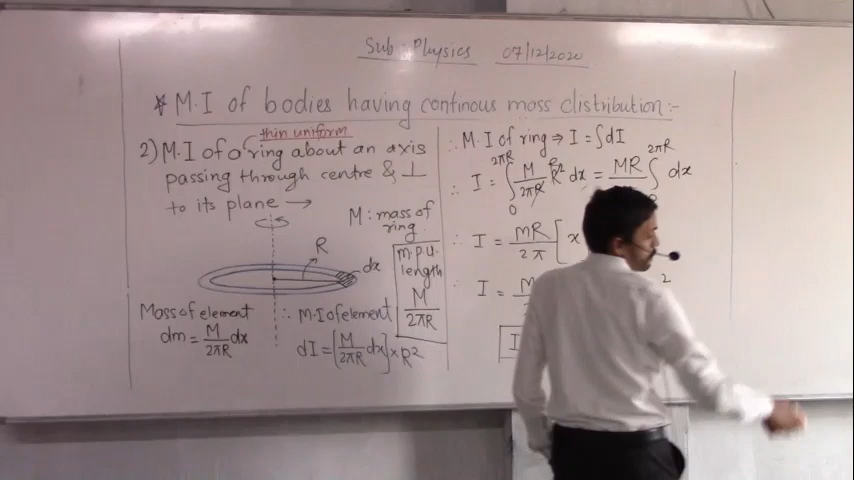 Sub : Physics 07/12/2020
* M.I of bodies having continous mass distribution :-
thin uniform
2) M.I of a ring about an axis
passing through centre & ⊥
to its plane →
M : mass of
ring.
R
dx
m.p.u.
length
M/2πR
Mass of element
dm = M/2πR dx
∴ M.I of element
dI = [M/2πR dx] × R²
∴ M.I of ring ⇒ I = ∫dI
∴ I = ∫₀^2πR M/2πR R² dx = MR ∫^2πR dx
∴ I = MR/2π [x
∴ I = M
2
I